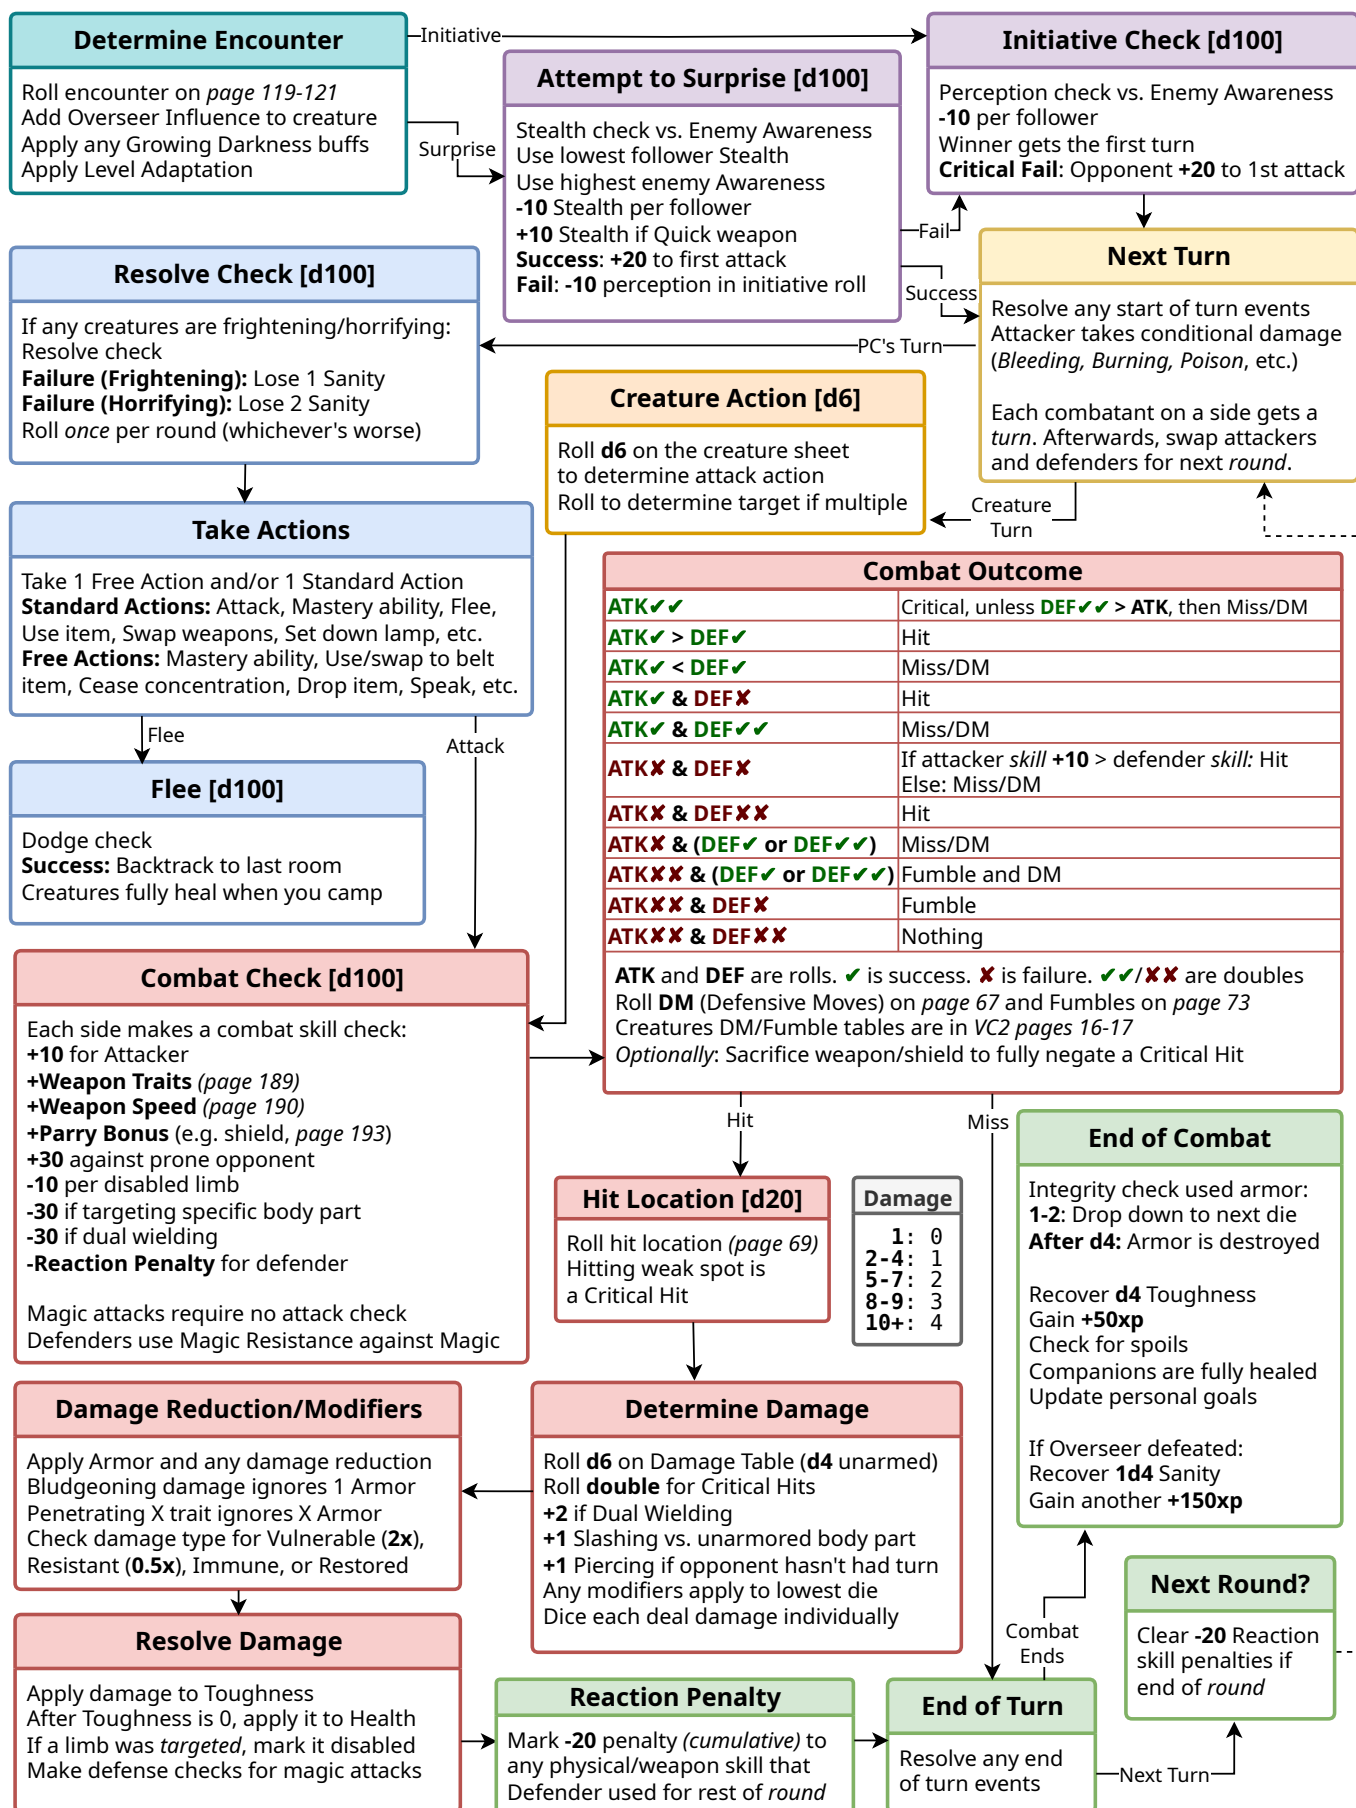 Determine Encounter
Roll encounter on page 119-121
Add Overseer Influence to creature
Apply any Growing Darkness buffs
Apply Level Adaptation
Initiative
Surprise
Attempt to Surprise [d100]
Stealth check vs. Enemy Awareness
Use lowest follower Stealth
Use highest enemy Awareness
-10 Stealth per follower
+10 Stealth if Quick weapon
Success: +20 to first attack
Fail: -10 perception in initiative roll
Initiative Check [d100]
Perception check vs. Enemy Awareness
-10 per follower
Winner gets the first turn
Critical Fail: Opponent +20 to 1st attack
Fail
Success
Next Turn
Resolve any start of turn events
Attacker takes conditional damage
(Bleeding, Burning, Poison, etc.)
Each combatant on a side gets a
turn. Afterwards, swap attackers
and defenders for next round.
PC's Turn
Resolve Check [d100]
If any creatures are frightening/horrifying:
Resolve check
Failure (Frightening): Lose 1 Sanity
Failure (Horrifying): Lose 2 Sanity
Roll once per round (whichever's worse)
Creature
Turn
Creature Action [d6]
Roll d6 on the creature sheet
to determine attack action
Roll to determine target if multiple
Take Actions
Take 1 Free Action and/or 1 Standard Action
Standard Actions: Attack, Mastery ability, Flee,
Use item, Swap weapons, Set down lamp, etc.
Free Actions: Mastery ability, Use/swap to belt
item, Cease concentration, Drop item, Speak, etc.
Flee
Attack
Flee [d100]
Dodge check
Success: Backtrack to last room
Creatures fully heal when you camp
Combat Check [d100]
Each side makes a combat skill check:
+10 for Attacker
+Weapon Traits (page 189)
+Weapon Speed (page 190)
+Parry Bonus (e.g. shield, page 193)
+30 against prone opponent
-10 per disabled limb
-30 if targeting specific body part
-30 if dual wielding
-Reaction Penalty for defender
Magic attacks require no attack check
Defenders use Magic Resistance against Magic
Combat Outcome
ATK✔✔ Critical, unless DEF✔✔ > ATK, then Miss/DM
ATK✔ > DEF✔ Hit
ATK✔ < DEF✔ Miss/DM
ATK✔ & DEF✘ Hit
ATK✔ & DEF✔✔ Miss/DM
ATK✘ & DEF✘ If attacker skill +10 > defender skill: Hit
Else: Miss/DM
ATK✘ & DEF✘✘ Hit
ATK✘ & (DEF✔ or DEF✔✔) Miss/DM
ATK✘✘ & (DEF✔ or DEF✔✔) Fumble and DM
ATK✘✘ & DEF✘ Fumble
ATK✘✘ & DEF✘✘ Nothing
ATK and DEF are rolls. ✔ is success. ✘ is failure. ✔✔/✘✘ are doubles
Roll DM (Defensive Moves) on page 67 and Fumbles on page 73
Creatures DM/Fumble tables are in VC2 pages 16-17
Optionally: Sacrifice weapon/shield to fully negate a Critical Hit
Hit
Miss
Hit Location [d20]
Roll hit location (page 69)
Hitting weak spot is
a Critical Hit
Damage
1: 0
2-4: 1
5-7: 2
8-9: 3
10+: 4
Determine Damage
Roll d6 on Damage Table (d4 unarmed)
Roll double for Critical Hits
+2 if Dual Wielding
+1 Slashing vs. unarmored body part
+1 Piercing if opponent hasn't had turn
Any modifiers apply to lowest die
Dice each deal damage individually
Damage Reduction/Modifiers
Apply Armor and any damage reduction
Bludgeoning damage ignores 1 Armor
Penetrating X trait ignores X Armor
Check damage type for Vulnerable (2x),
Resistant (0.5x), Immune, or Restored
Resolve Damage
Apply damage to Toughness
After Toughness is 0, apply it to Health
If a limb was targeted, mark it disabled
Make defense checks for magic attacks
Reaction Penalty
Mark -20 penalty (cumulative) to
any physical/weapon skill that
Defender used for rest of round
End of Turn
Resolve any end
of turn events
Combat
Ends
End of Combat
Integrity check used armor:
1-2: Drop down to next die
After d4: Armor is destroyed
Recover d4 Toughness
Gain +50xp
Check for spoils
Companions are fully healed
Update personal goals
If Overseer defeated:
Recover 1d4 Sanity
Gain another +150xp
Next Turn
Next Round?
Clear -20 Reaction
skill penalties if
end of round